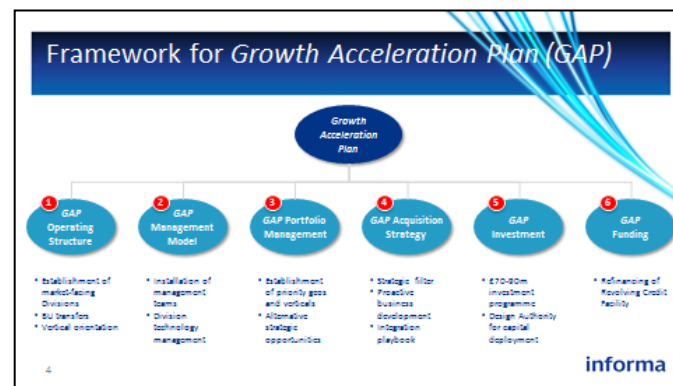 Framework for Growth Acceleration Plan (GAP)
Growth
Acceleration
Plan
1
GAP
Operating
Structure
2
GAP
Management
Model
3
GAP Portfolio
Management
4
GAP Acquisition
Strategy
5
GAP
Investment
6
GAP
Funding
• Establishment of
market-facing
Divisions
• BU transfers
• Vertical orientation
• Installation of
management
teams
• Division
technology
management
• Establishment
of priority geos
and verticals
• Alternative
strategic
opportunities
• Strategic filter
• Proactive
business
development
• Integration
playbook
• £70-90m
investment
programme
• Design Authority
for capital
deployment
• Refinancing of
Revolving Credit
Facility
4
informa